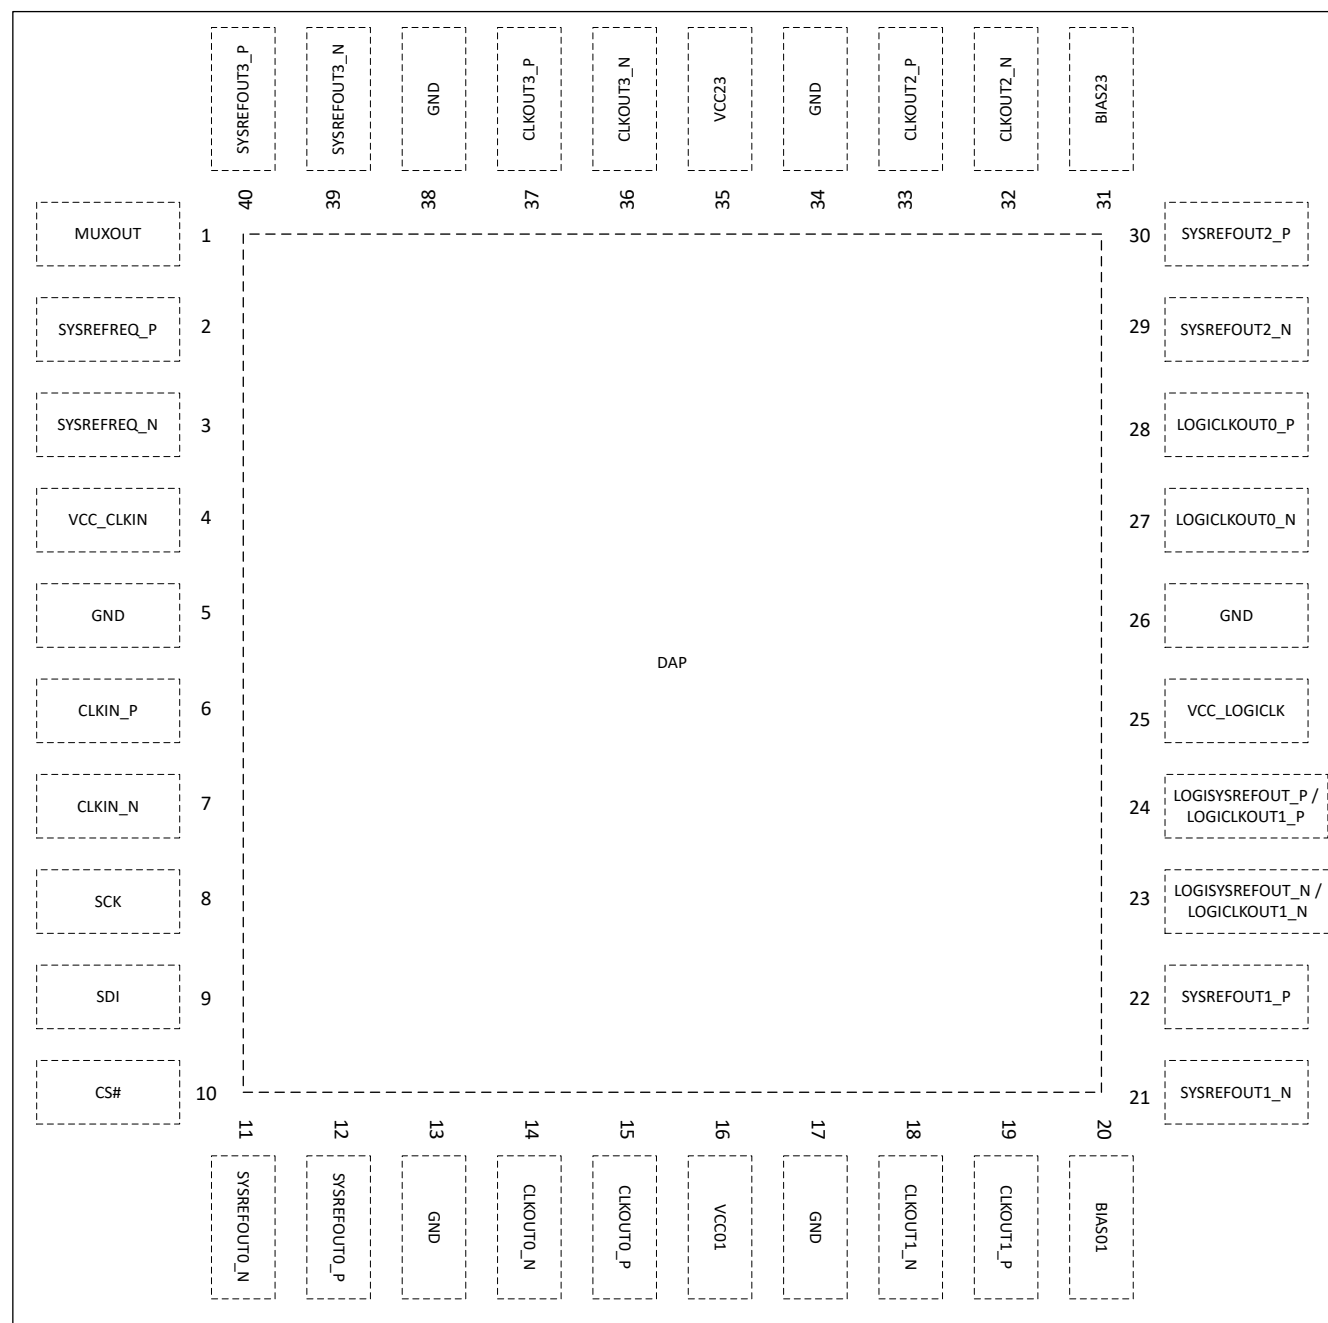 SYSREFOUT3_P
SYSREFOUT3_N
GND
CLKOUT3_P
CLKOUT3_N
VCC23
GND
CLKOUT2_P
CLKOUT2_N
BIAS23
40
39
38
37
36
35
34
33
32
31
MUXOUT 1
SYSREFREQ_P 2
SYSREFREQ_N 3
VCC_CLKIN 4
GND 5
CLKIN_P 6
CLKIN_N 7
SCK 8
SDI 9
CS# 10
DAP
30 SYSREFOUT2_P
29 SYSREFOUT2_N
28 LOGICLKOUT0_P
27 LOGICLKOUT0_N
26 GND
25 VCC_LOGICLK
24 LOGISYSREFOUT_P /
LOGICLKOUT1_P
23 LOGISYSREFOUT_N /
LOGICLKOUT1_N
22 SYSREFOUT1_P
21 SYSREFOUT1_N
11
12
13
14
15
16
17
18
19
20
SYSREFOUT0_N
SYSREFOUT0_P
GND
CLKOUT0_N
CLKOUT0_P
VCC01
GND
CLKOUT1_N
CLKOUT1_P
BIAS01